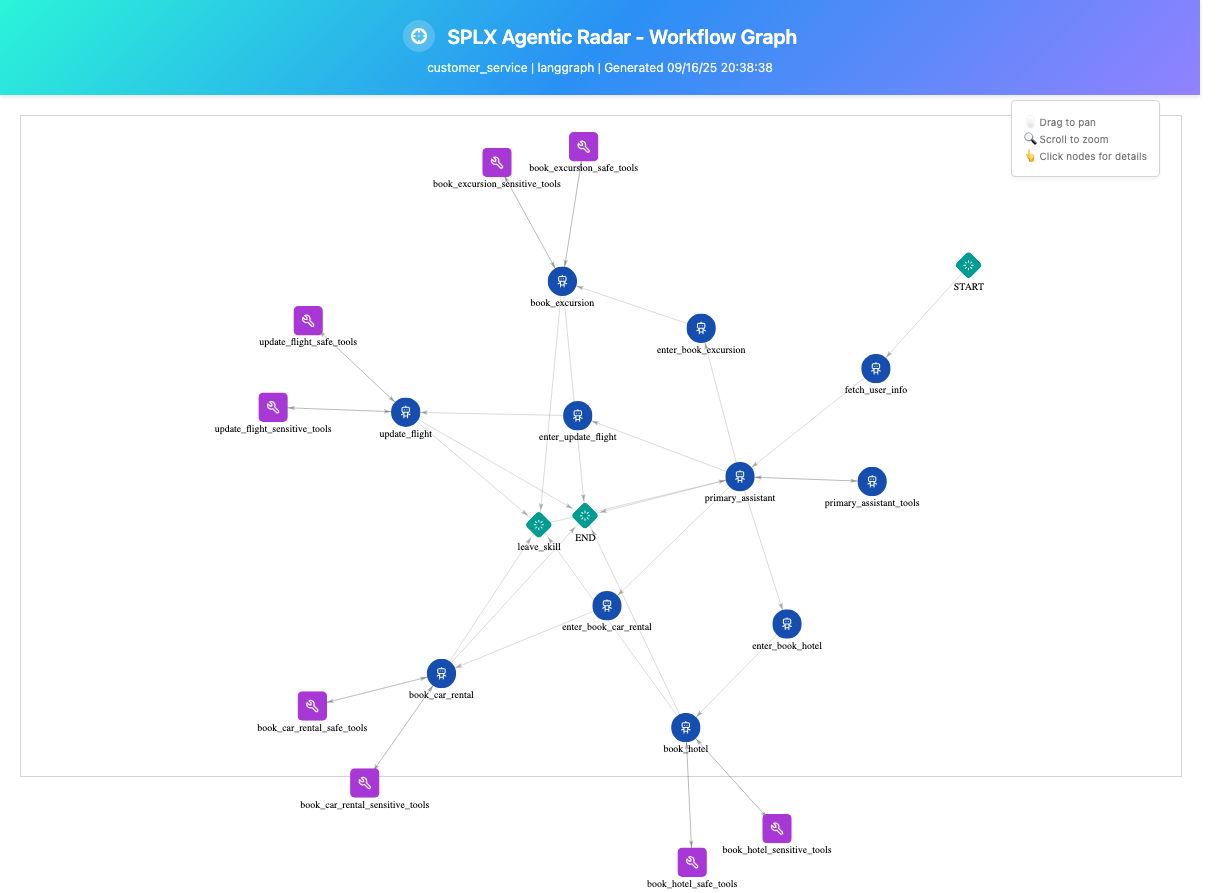 SPLX Agentic Radar - Workflow Graph
customer_service | langgraph | Generated 09/16/25 20:38:38
Drag to pan
Scroll to zoom
Click nodes for details
book_excursion_safe_tools
book_excursion_sensitive_tools
START
book_excursion
update_flight_safe_tools
enter_book_excursion
fetch_user_info
update_flight_sensitive_tools
update_flight
enter_update_flight
primary_assistant
primary_assistant_tools
leave_skill
END
enter_book_car_rental
enter_book_hotel
book_car_rental
book_car_rental_safe_tools
book_hotel
book_car_rental_sensitive_tools
book_hotel_sensitive_tools
book_hotel_safe_tools